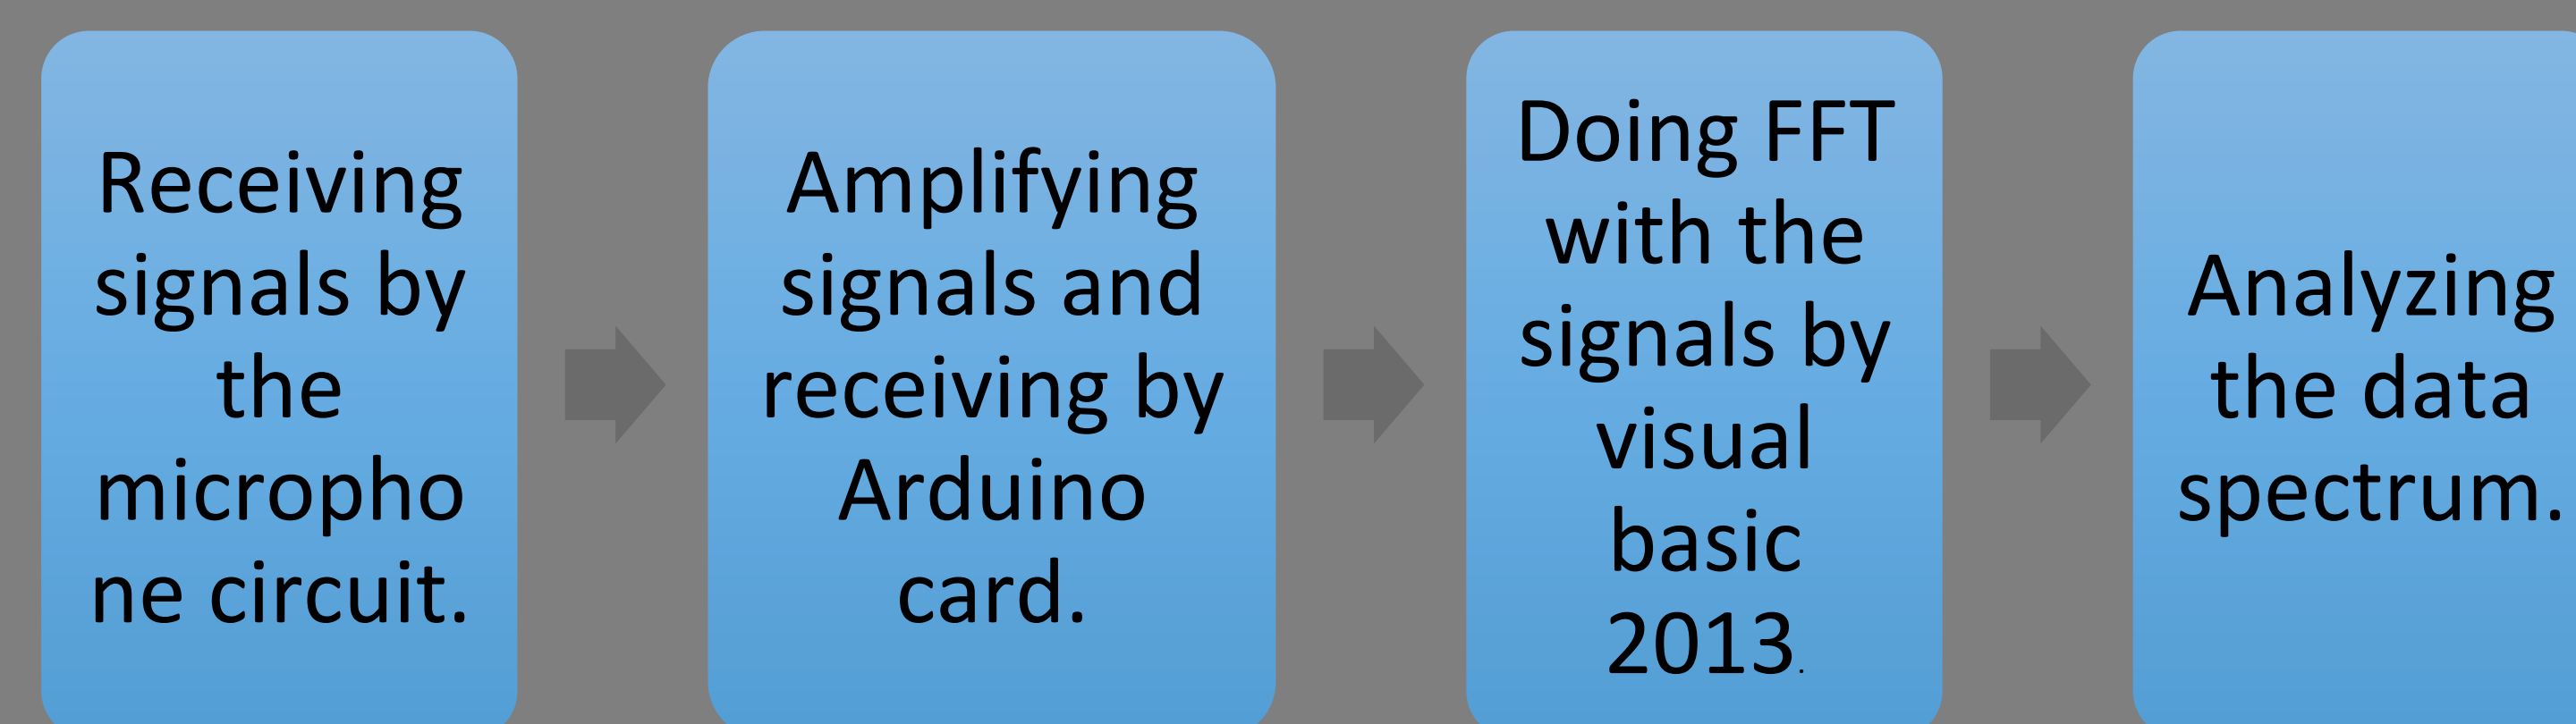 Receiving
signals by
the
micropho
ne circuit.
Amplifying
signals and
receiving by
Arduino
card.
Doing FFT
with the
signals by
visual
basic
2013.
Analyzing
the data
spectrum.